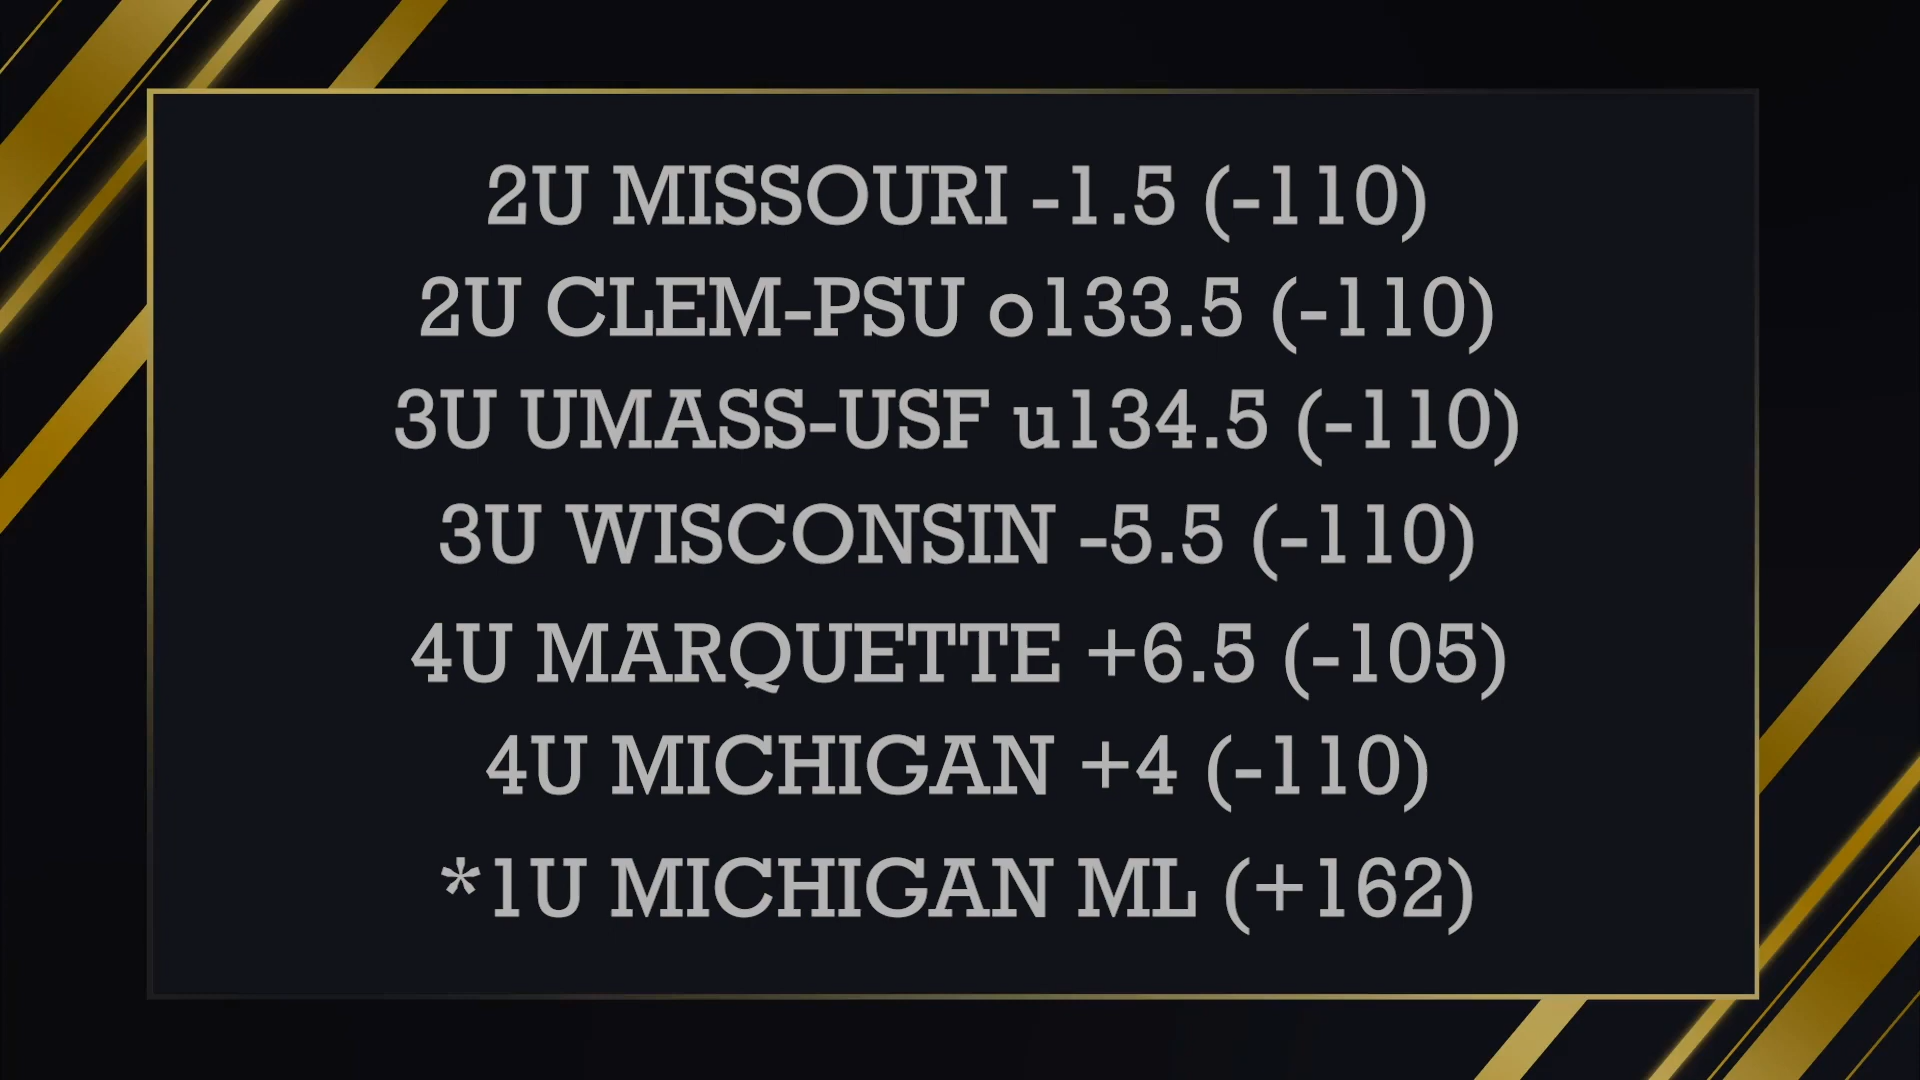 2U MISSOURI -1.5 (-110)
2U CLEM-PSU o133.5 (-110)
3U UMASS-USF u134.5 (-110)
3U WISCONSIN -5.5 (-110)
4U MARQUETTE +6.5 (-105)
4U MICHIGAN +4 (-110)
*1U MICHIGAN ML (+162)